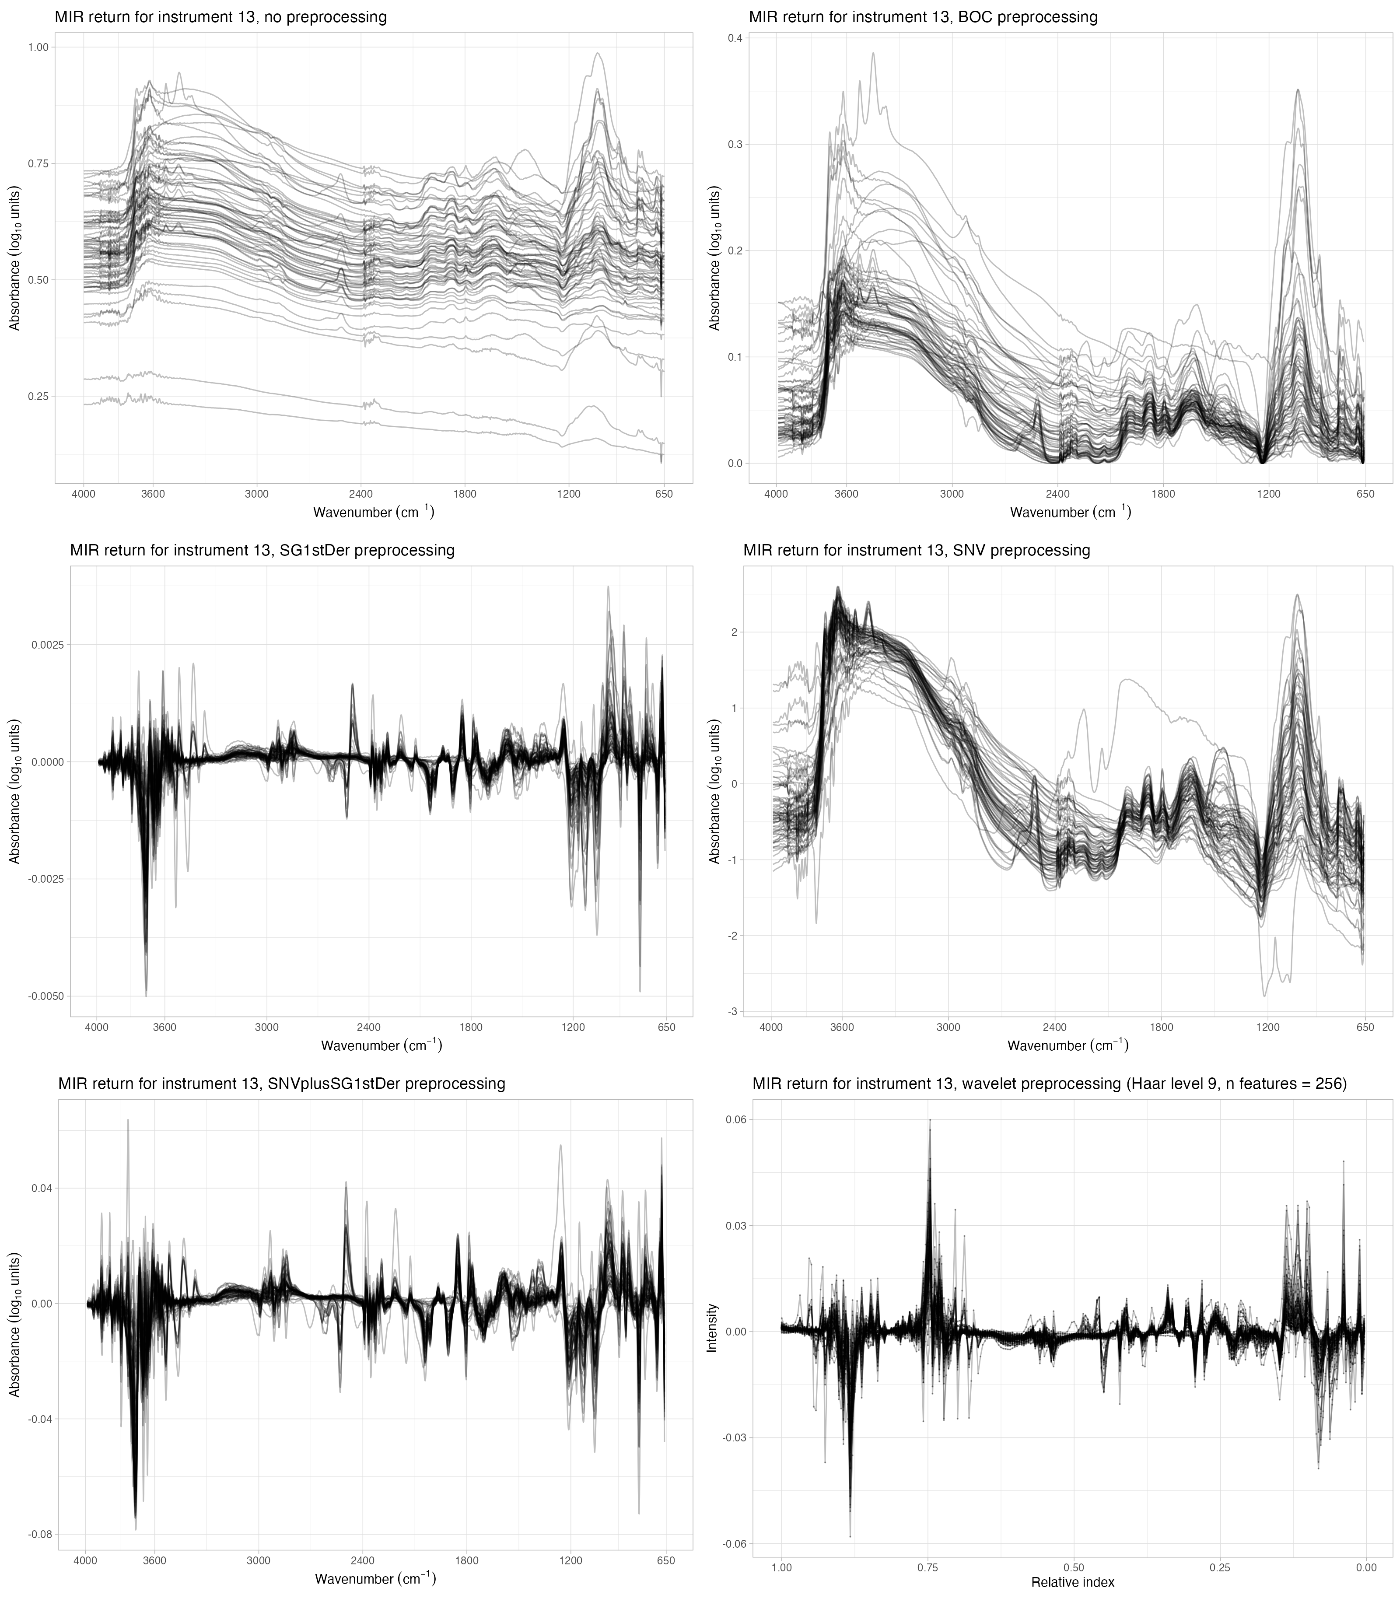 MIR return for instrument 13, no preprocessing
1.00
0.75
0.50
0.25
Absorbance (log10 units)
4000 3600 3000 2400 1800 1200 650
Wavenumber (cm −1)
MIR return for instrument 13, BOC preprocessing
0.4
0.3
0.2
0.1
0.0
Absorbance (log10 units)
4000 3600 3000 2400 1800 1200 650
Wavenumber (cm −1)
MIR return for instrument 13, SG1stDer preprocessing
0.0025
0.0000
-0.0025
-0.0050
Absorbance (log10 units)
4000 3600 3000 2400 1800 1200 650
Wavenumber (cm−1)
MIR return for instrument 13, SNV preprocessing
2
1
0
-1
-2
-3
Absorbance (log10 units)
4000 3600 3000 2400 1800 1200 650
Wavenumber (cm−1)
MIR return for instrument 13, SNVplusSG1stDer preprocessing
0.04
0.00
-0.04
-0.08
Absorbance (log10 units)
4000 3600 3000 2400 1800 1200 650
Wavenumber (cm−1)
MIR return for instrument 13, wavelet preprocessing (Haar level 9, n features = 256)
0.06
0.03
0.00
-0.03
-0.06
Intensity
1.00 0.75 0.50 0.25 0.00
Relative index